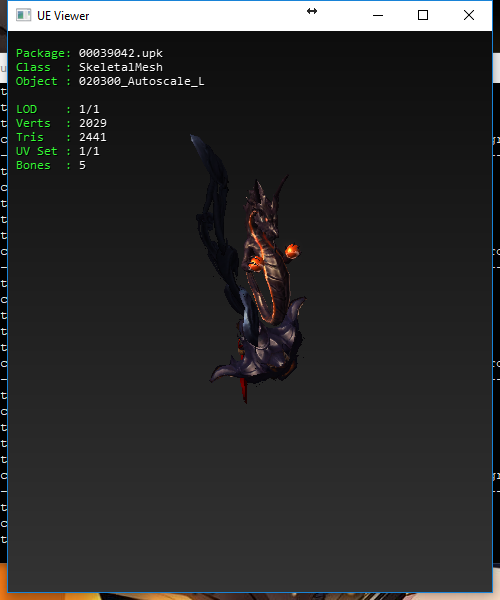 UE Viewer
Package: 00039042.upk
Class : SkeletalMesh
Object : 020300_Autoscale_L
LOD : 1/1
Verts : 2029
Tris : 2441
UV Set : 1/1
Bones : 5